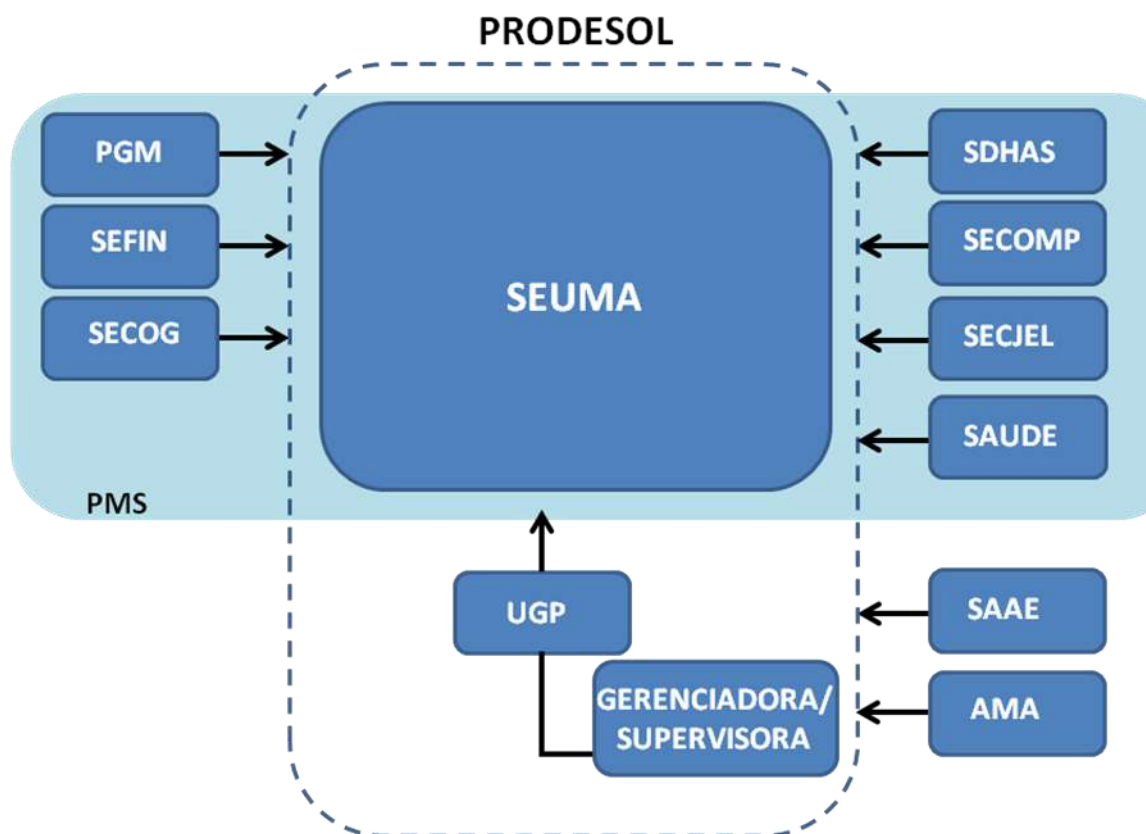 PRODESOL
PGM
SEFIN
SECOG
SEUMA
SDHAS
SECOMP
SECJEL
SAUDE
PMS
UGP
GERENCIADORA/
SUPERVISORA
SAAE
AMA